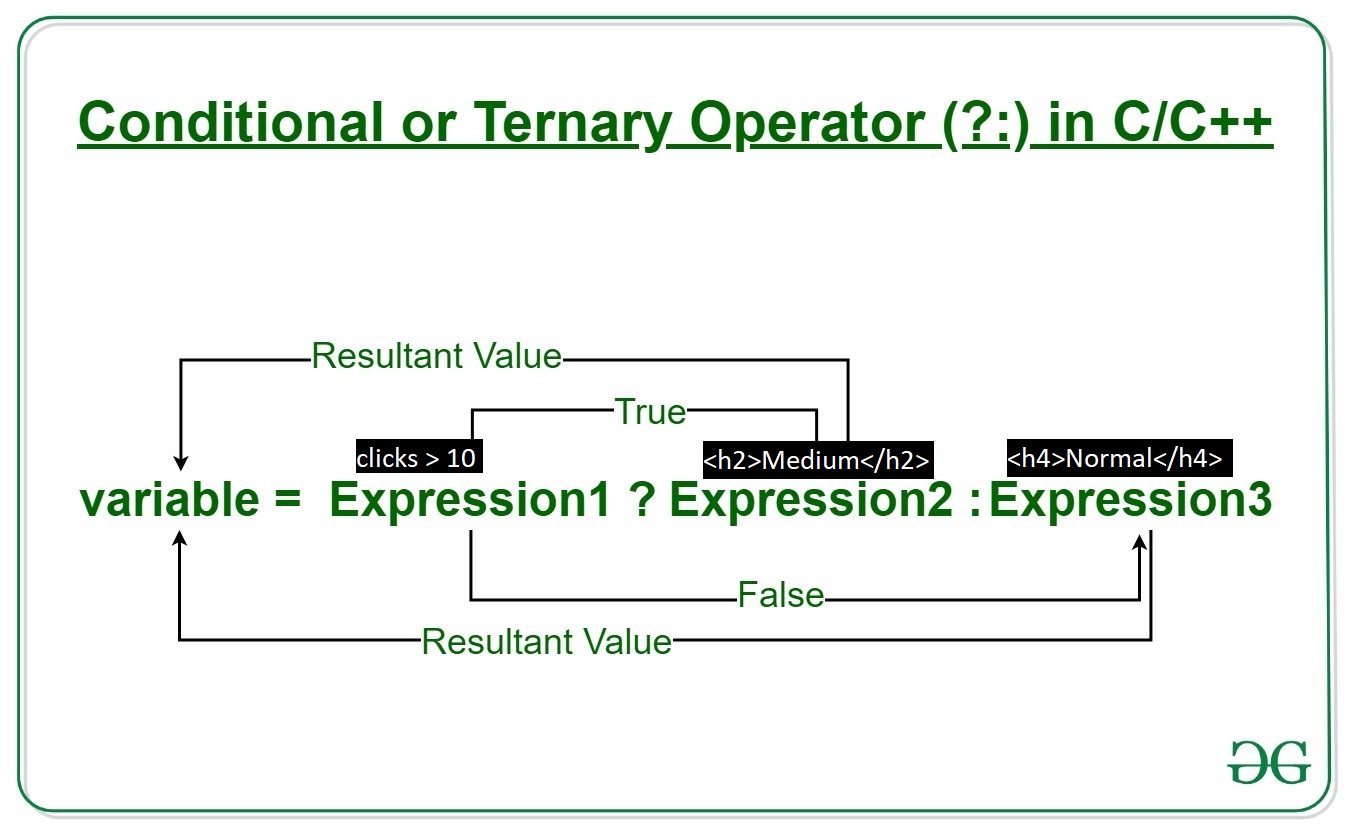 Conditional or Ternary Operator (?:) in C/C++
Resultant Value
True
clicks > 10
<h2>Medium</h2>
<h4>Normal</h4>
variable = Expression1 ? Expression2 : Expression3
False
Resultant Value